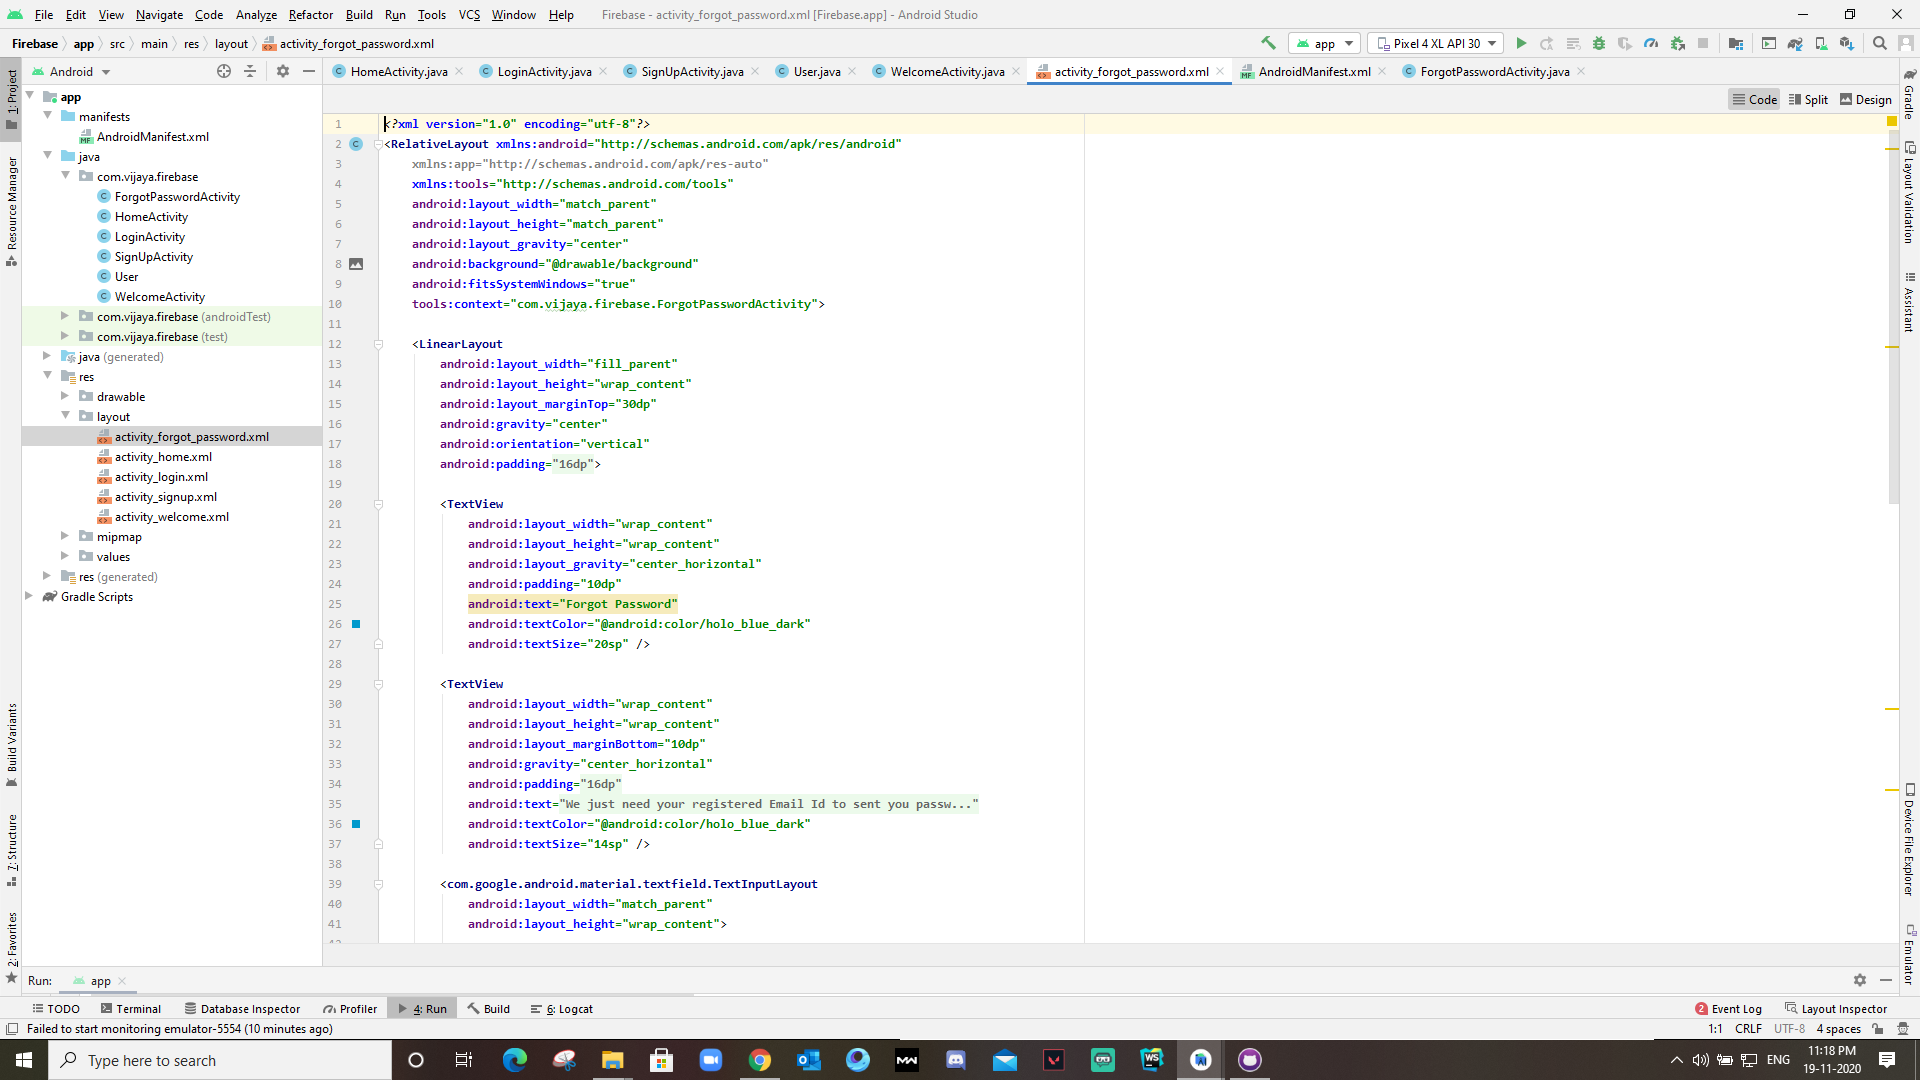 File Edit View Navigate Code Analyze Refactor Build Run Tools VCS Window Help Firebase - activity_forgot_password.xml [Firebase.app] - Android Studio
Firebase app src main res layout activity_forgot_password.xml app Pixel 4 XL API 30
Android HomeActivity.java LoginActivity.java SignUpActivity.java User.java WelcomeActivity.java activity_forgot_password.xml AndroidManifest.xml ForgotPasswordActivity.java
Code Split Design
1: Project
Resource Manager
Build Variants
7: Structure
2: Favorites
app
manifests
AndroidManifest.xml
java
com.vijaya.firebase
ForgotPasswordActivity
HomeActivity
LoginActivity
SignUpActivity
User
WelcomeActivity
com.vijaya.firebase (androidTest)
com.vijaya.firebase (test)
java (generated)
res
drawable
layout
activity_forgot_password.xml
activity_home.xml
activity_login.xml
activity_signup.xml
activity_welcome.xml
mipmap
values
res (generated)
Gradle Scripts
1 <?xml version="1.0" encoding="utf-8"?>
2 <RelativeLayout xmlns:android="http://schemas.android.com/apk/res/android"
3 xmlns:app="http://schemas.android.com/apk/res-auto"
4 xmlns:tools="http://schemas.android.com/tools"
5 android:layout_width="match_parent"
6 android:layout_height="match_parent"
7 android:layout_gravity="center"
8 android:background="@drawable/background"
9 android:fitsSystemWindows="true"
10 tools:context="com.vijaya.firebase.ForgotPasswordActivity">
11
12 <LinearLayout
13 android:layout_width="fill_parent"
14 android:layout_height="wrap_content"
15 android:layout_marginTop="30dp"
16 android:gravity="center"
17 android:orientation="vertical"
18 android:padding="16dp">
19
20 <TextView
21 android:layout_width="wrap_content"
22 android:layout_height="wrap_content"
23 android:layout_gravity="center_horizontal"
24 android:padding="10dp"
25 android:text="Forgot Password"
26 android:textColor="@android:color/holo_blue_dark"
27 android:textSize="20sp" />
28
29 <TextView
30 android:layout_width="wrap_content"
31 android:layout_height="wrap_content"
32 android:layout_marginBottom="10dp"
33 android:gravity="center_horizontal"
34 android:padding="16dp"
35 android:text="We just need your registered Email Id to sent you passw..."
36 android:textColor="@android:color/holo_blue_dark"
37 android:textSize="14sp" />
38
39 <com.google.android.material.textfield.TextInputLayout
40 android:layout_width="match_parent"
41 android:layout_height="wrap_content">
Gradle
Layout Validation
Assistant
Device File Explorer
Emulator
Run: app
TODO Terminal Database Inspector Profiler 4: Run Build 6: Logcat 2 Event Log Layout Inspector
Failed to start monitoring emulator-5554 (10 minutes ago) 1:1 CRLF UTF-8 4 spaces
Type here to search
ENG
11:18 PM
19-11-2020